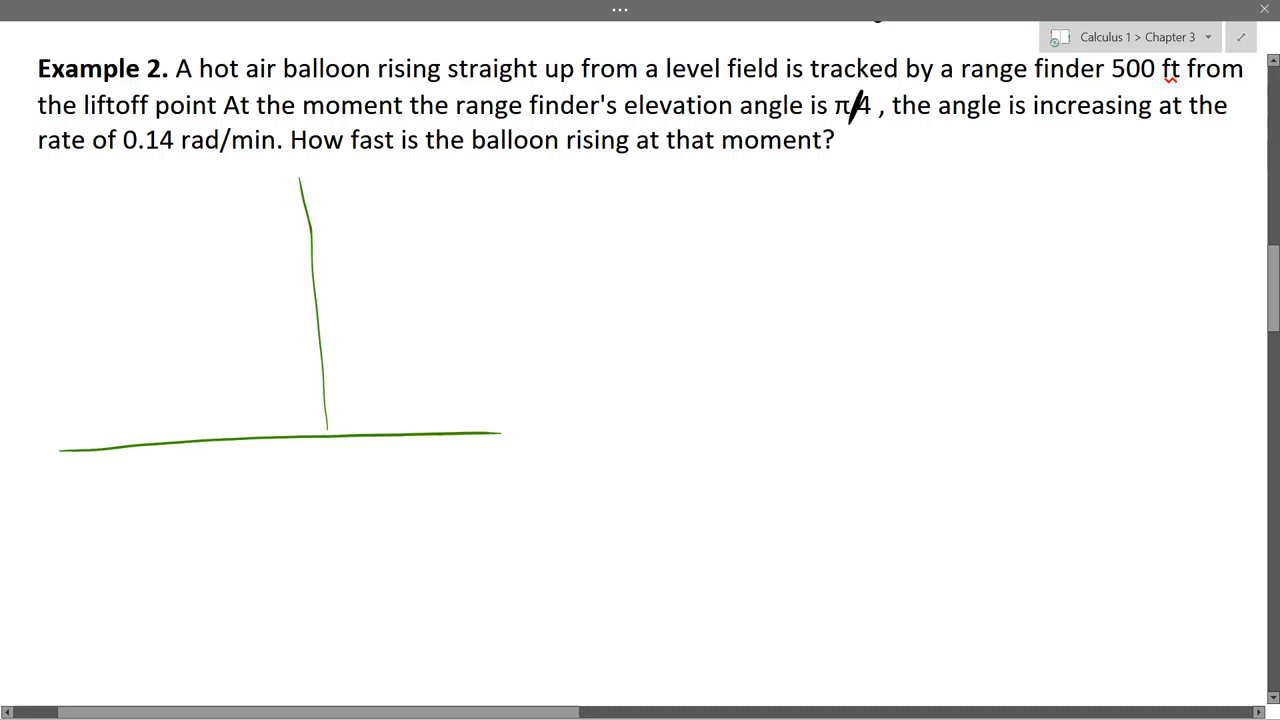 Calculus 1 > Chapter 3
Example 2. A hot air balloon rising straight up from a level field is tracked by a range finder 500 ft from
the liftoff point At the moment the range finder's elevation angle is π/4 , the angle is increasing at the
rate of 0.14 rad/min. How fast is the balloon rising at that moment?